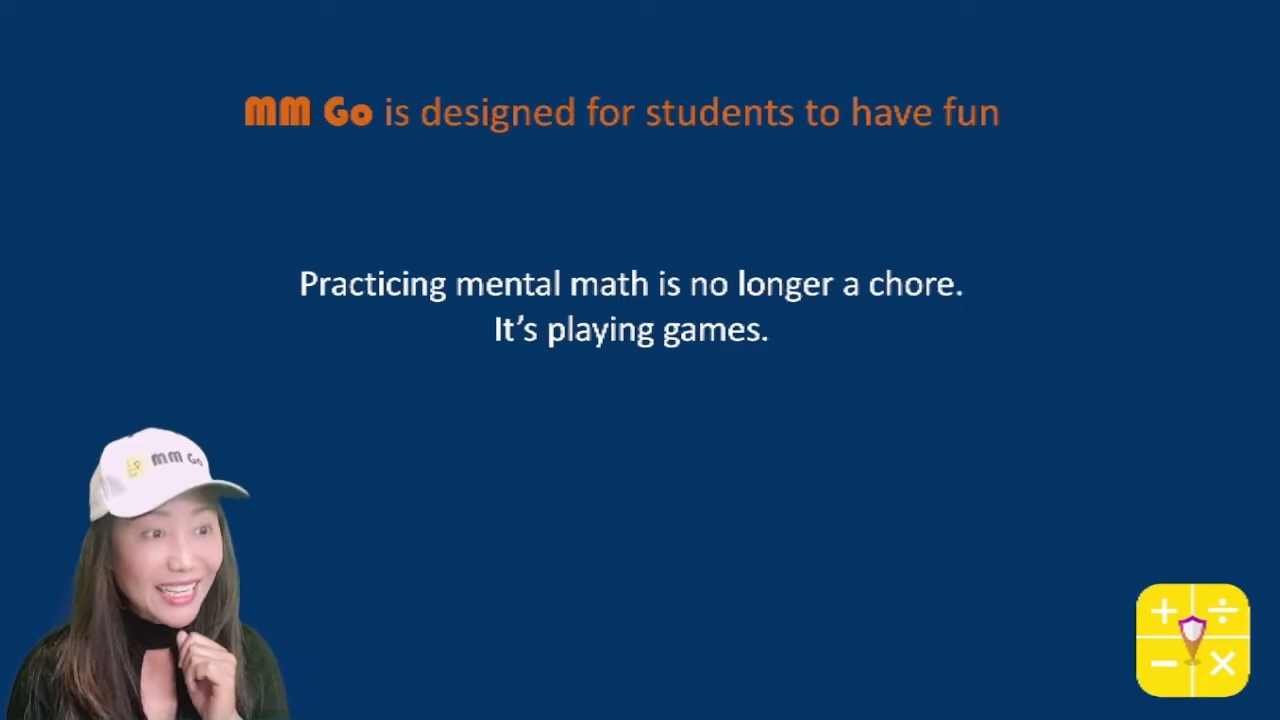 MM Go is designed for students to have fun
Practicing mental math is no longer a chore.
It’s playing games.
MM Go
+ ÷
− ×